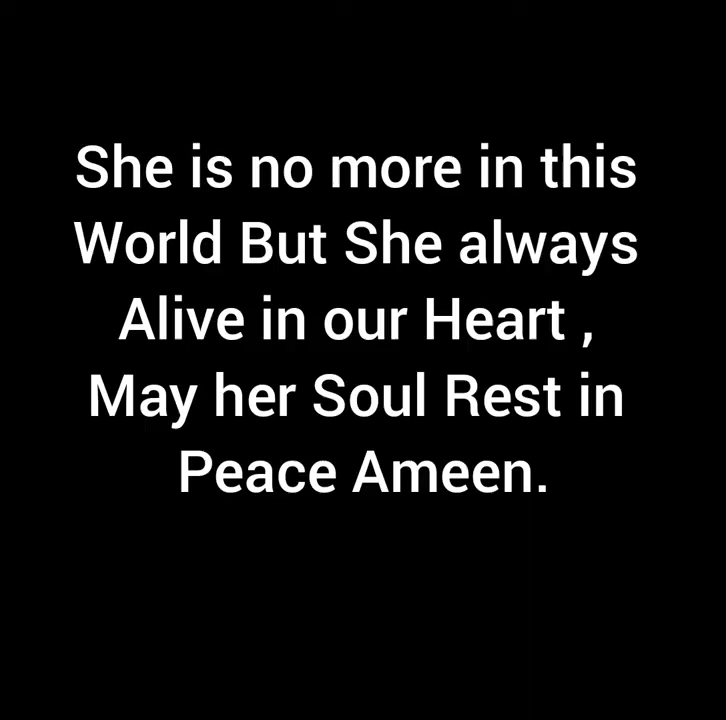 She is no more in this
World But She always
Alive in our Heart ,
May her Soul Rest in
Peace Ameen.